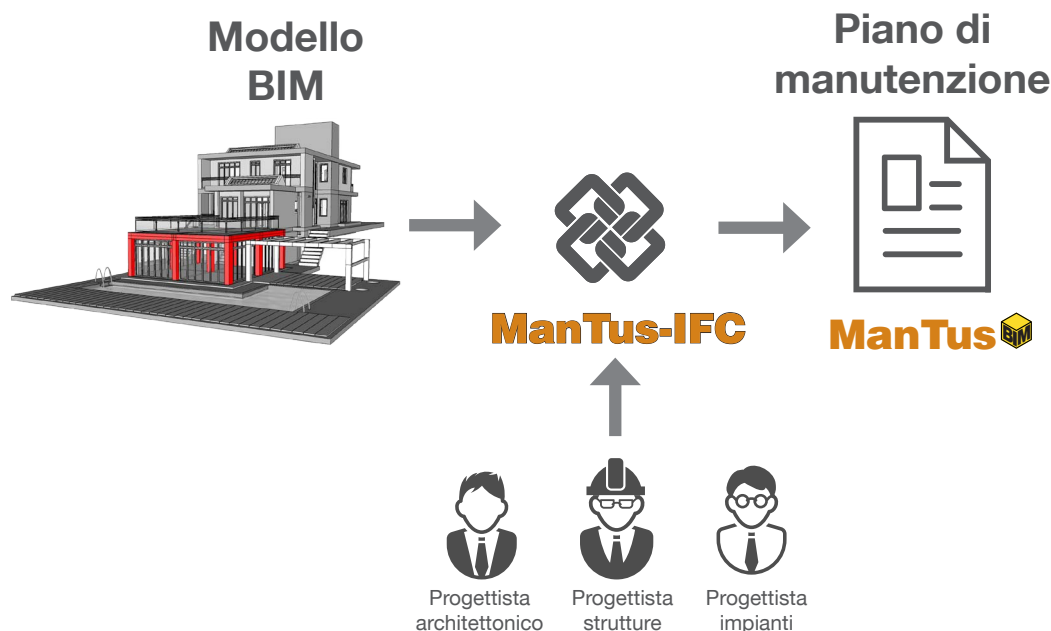 Modello
BIM
Piano di
manutenzione
ManTus-IFC
ManTus BIM
Progettista
architettonico
Progettista
strutture
Progettista
impianti